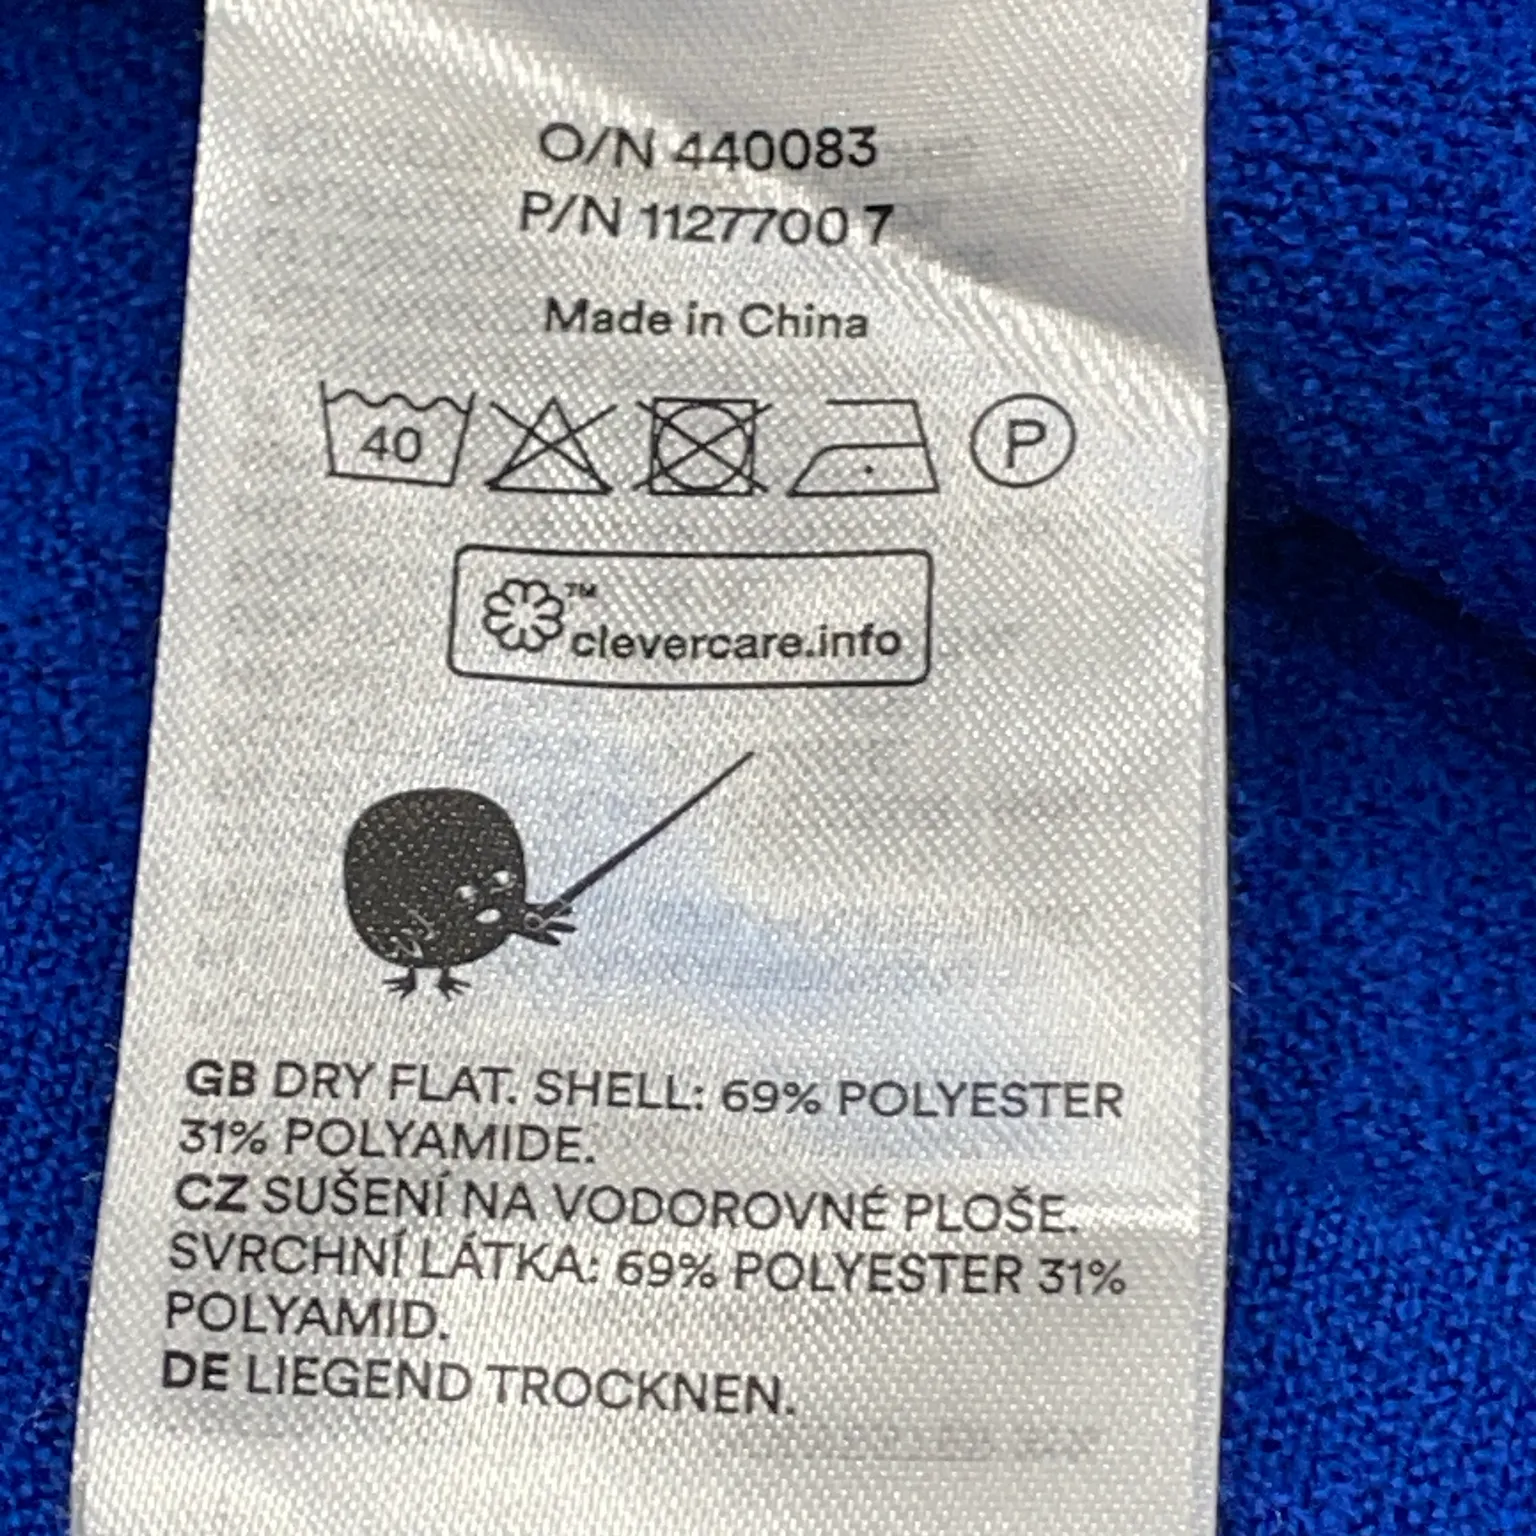 O/N 440083
P/N 1127700 7
Made in China
40
P
™
clevercare.info
GB DRY FLAT. SHELL: 69% POLYESTER
31% POLYAMIDE.
CZ SUŠENÍ NA VODOROVNÉ PLOŠE.
SVRCHNÍ LÁTKA: 69% POLYESTER 31%
POLYAMID.
DE LIEGEND TROCKNEN.